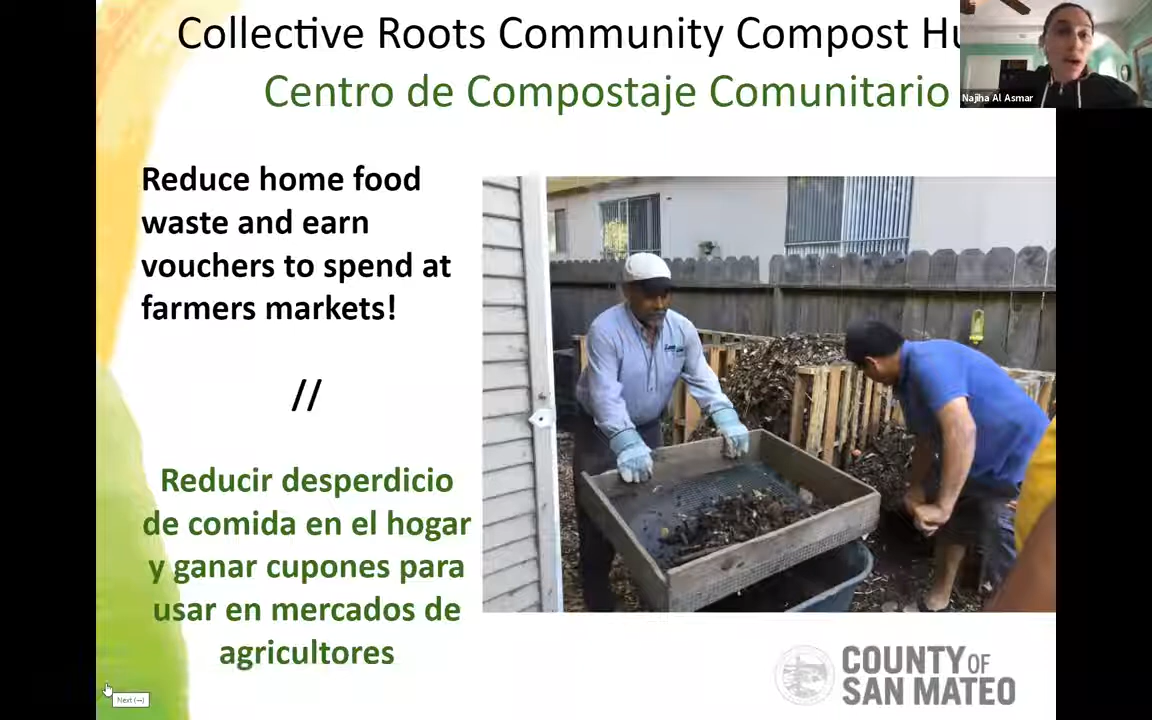 Collective Roots Community Compost
Centro de Compostaje Comunitario
Najiha Al Asmar
Reduce home food
waste and earn
vouchers to spend at
farmers markets!
//
Reducir desperdicio
de comida en el hogar
y ganar cupones para
usar en mercados de
agricultores
COUNTY OF
SAN MATEO
Next (→)